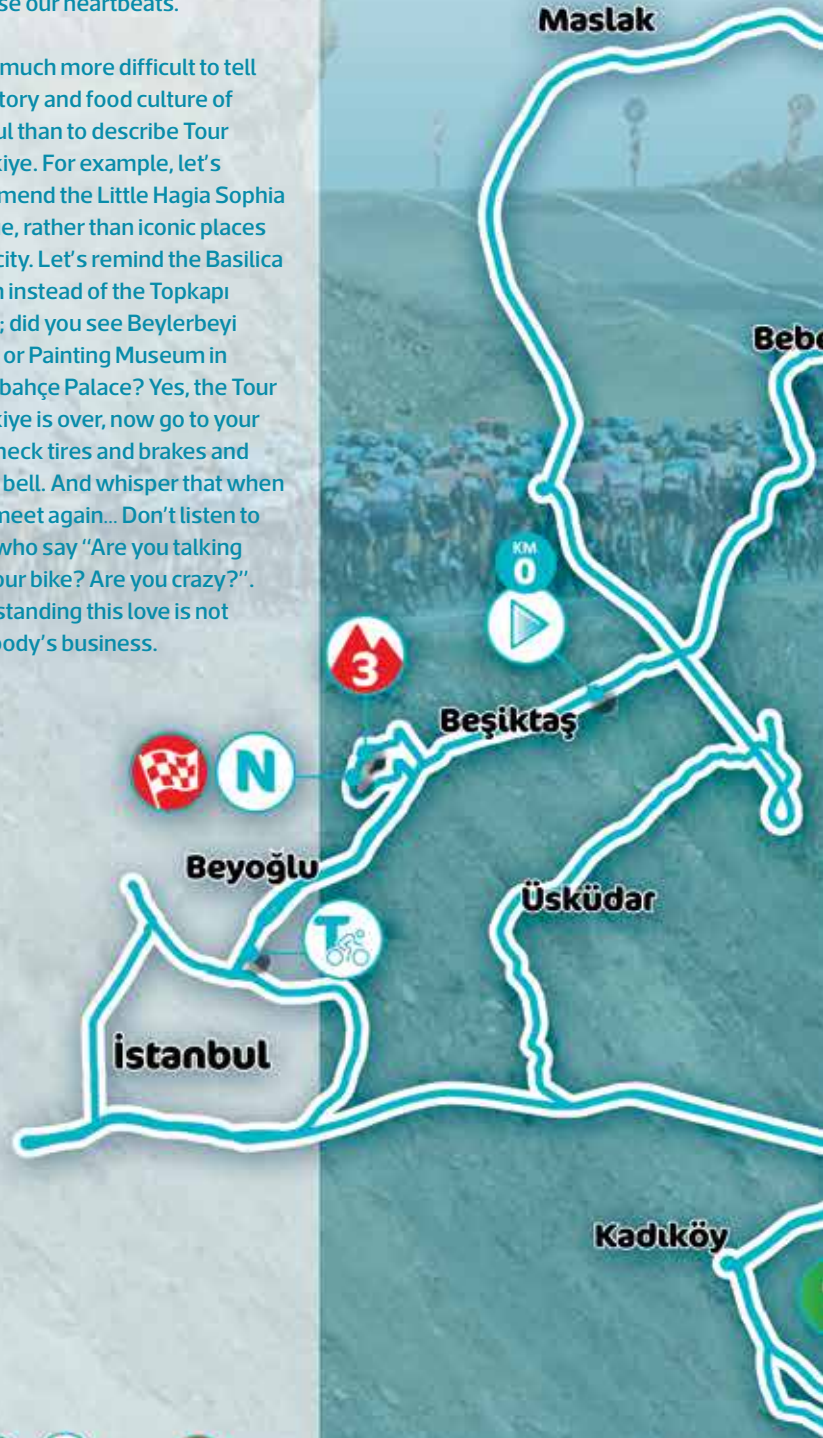 se our heartbeats.
much more difficult to tell
tory and food culture of
ul than to describe Tour
kiye. For example, let's
mend the Little Hagia Sophia
e, rather than iconic places
city. Let's remind the Basilica
n instead of the Topkapı
; did you see Beylerbeyi
or Painting Museum in
bahçe Palace? Yes, the Tour
kiye is over, now go to your
heck tires and brakes and
bell. And whisper that when
meet again... Don't listen to
who say “Are you talking
our bike? Are you crazy?”.
standing this love is not
body's business.
Maslak
Bebe
KM
0
3
Beşiktaş
N
Beyoğlu
Üsküdar
T
İstanbul
Kadıköy